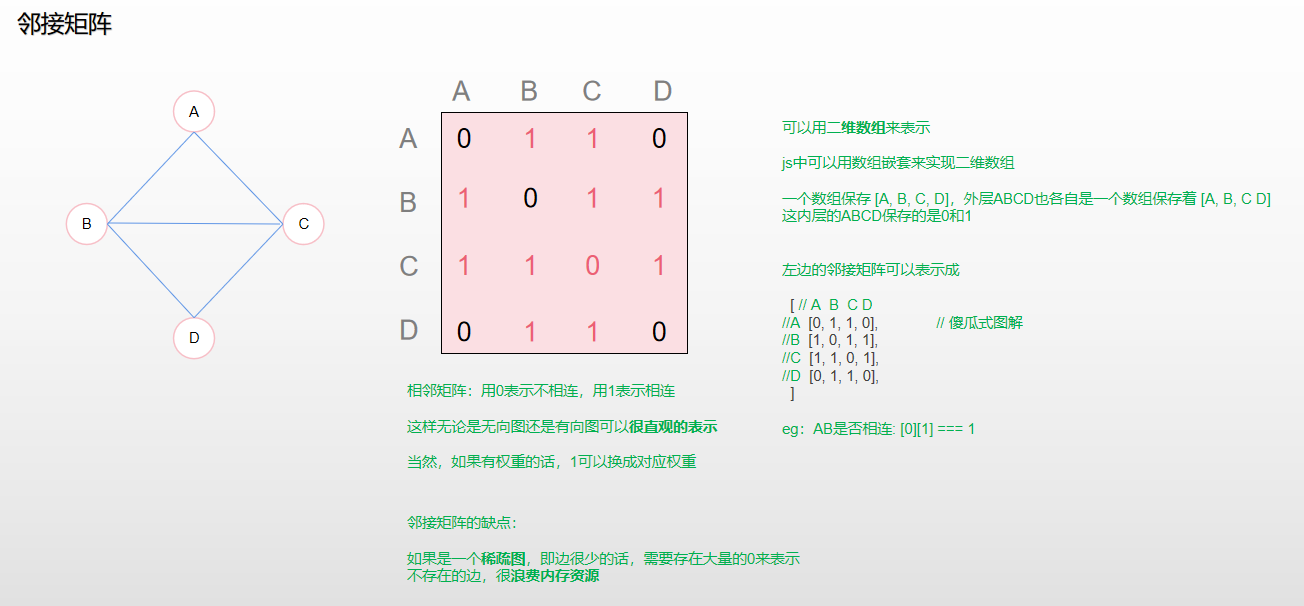 邻接矩阵
A
B
C
D
A B C D
A 0 1 1 0
B 1 0 1 1
C 1 1 0 1
D 0 1 1 0
相邻矩阵：用0表示不相连，用1表示相连
这样无论是无向图还是有向图可以很直观的表示
当然，如果有权重的话，1可以换成对应权重
邻接矩阵的缺点：
如果是一个稀疏图，即边很少的话，需要存在大量的0来表示
不存在的边，很浪费内存资源
可以用二维数组来表示
js中可以用数组嵌套来实现二维数组
一个数组保存 [A, B, C, D]，外层ABCD也各自是一个数组保存着 [A, B, C D]
这内层的ABCD保存的是0和1
左边的邻接矩阵可以表示成
[ // A B C D
//A [0, 1, 1, 0], // 傻瓜式图解
//B [1, 0, 1, 1],
//C [1, 1, 0, 1],
//D [0, 1, 1, 0],
]
eg：AB是否相连: [0][1] === 1